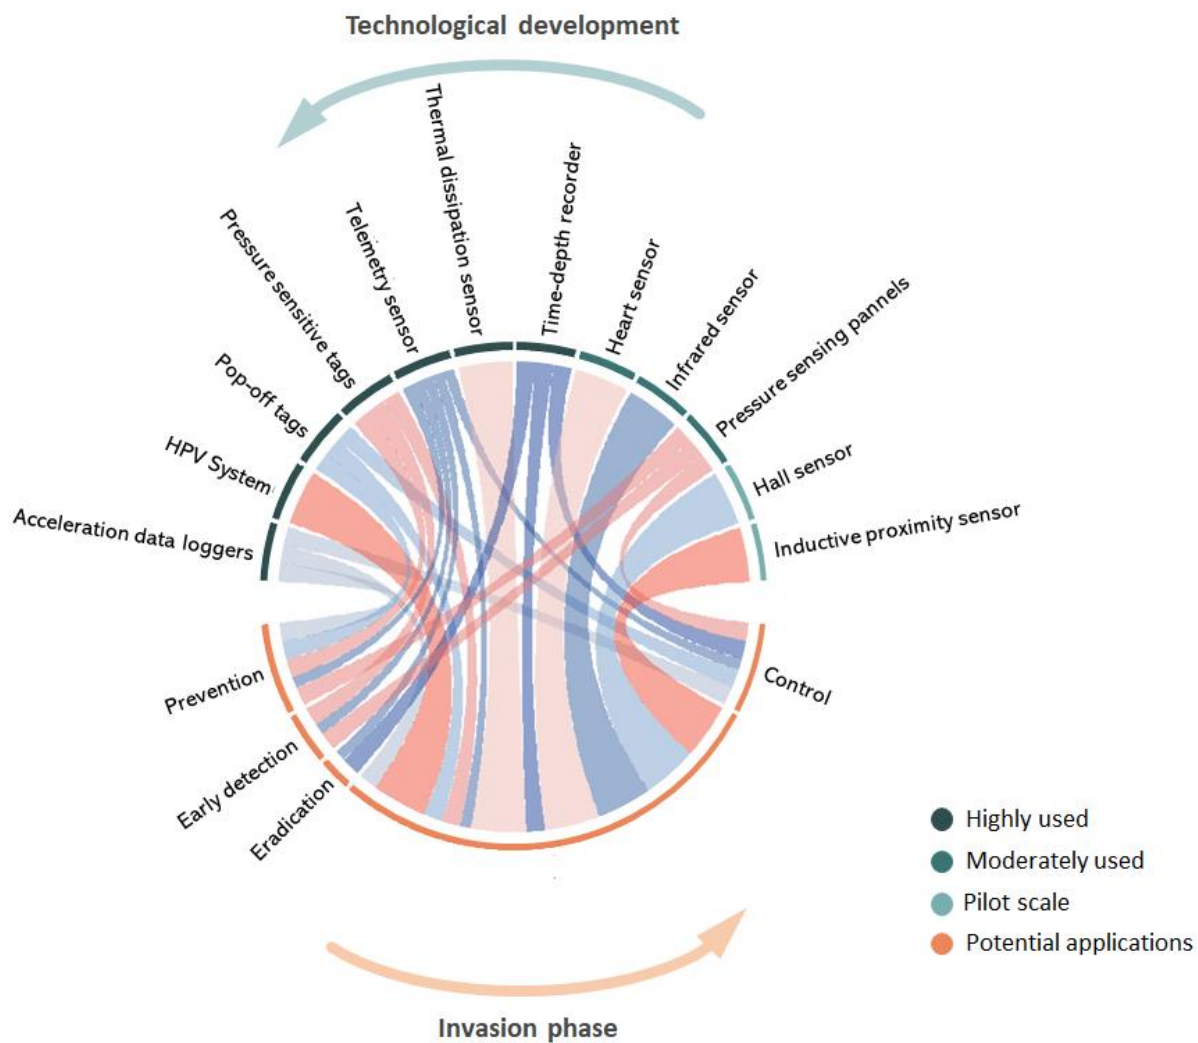 Technological development
Acceleration data loggers
HPV System
Pop-off tags
Pressure sensitive tags
Telemetry sensor
Thermal dissipation sensor
Time-depth recorder
Heart sensor
Infrared sensor
Pressure sensing pannels
Hall sensor
Inductive proximity sensor
Prevention
Early detection
Eradication
Control
Highly used
Moderately used
Pilot scale
Potential applications
Invasion phase